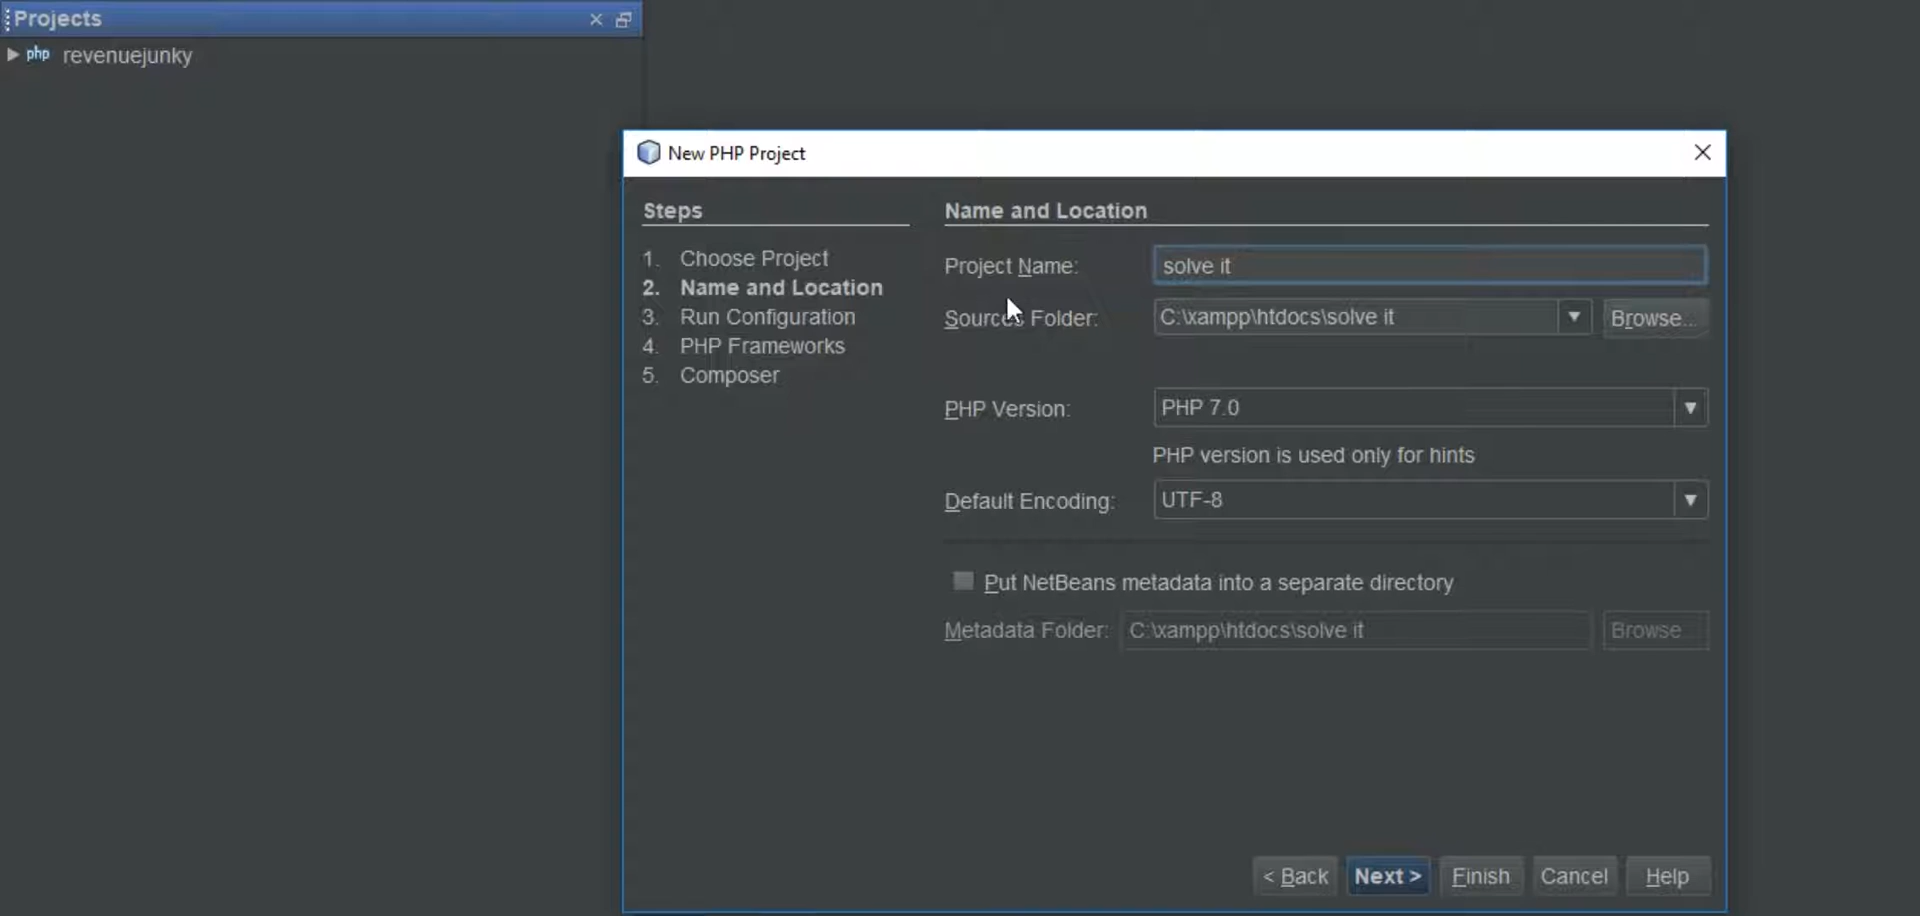 Projects
php revenuejunky
New PHP Project
Steps
1. Choose Project
2. Name and Location
3. Run Configuration
4. PHP Frameworks
5. Composer
Name and Location
Project Name: solve it
Sources Folder: C:\xampp\htdocs\solve it Browse...
PHP Version: PHP 7.0
PHP version is used only for hints
Default Encoding: UTF-8
Put NetBeans metadata into a separate directory
Metadata Folder: C:\xampp\htdocs\solve it Browse...
< Back Next > Finish Cancel Help